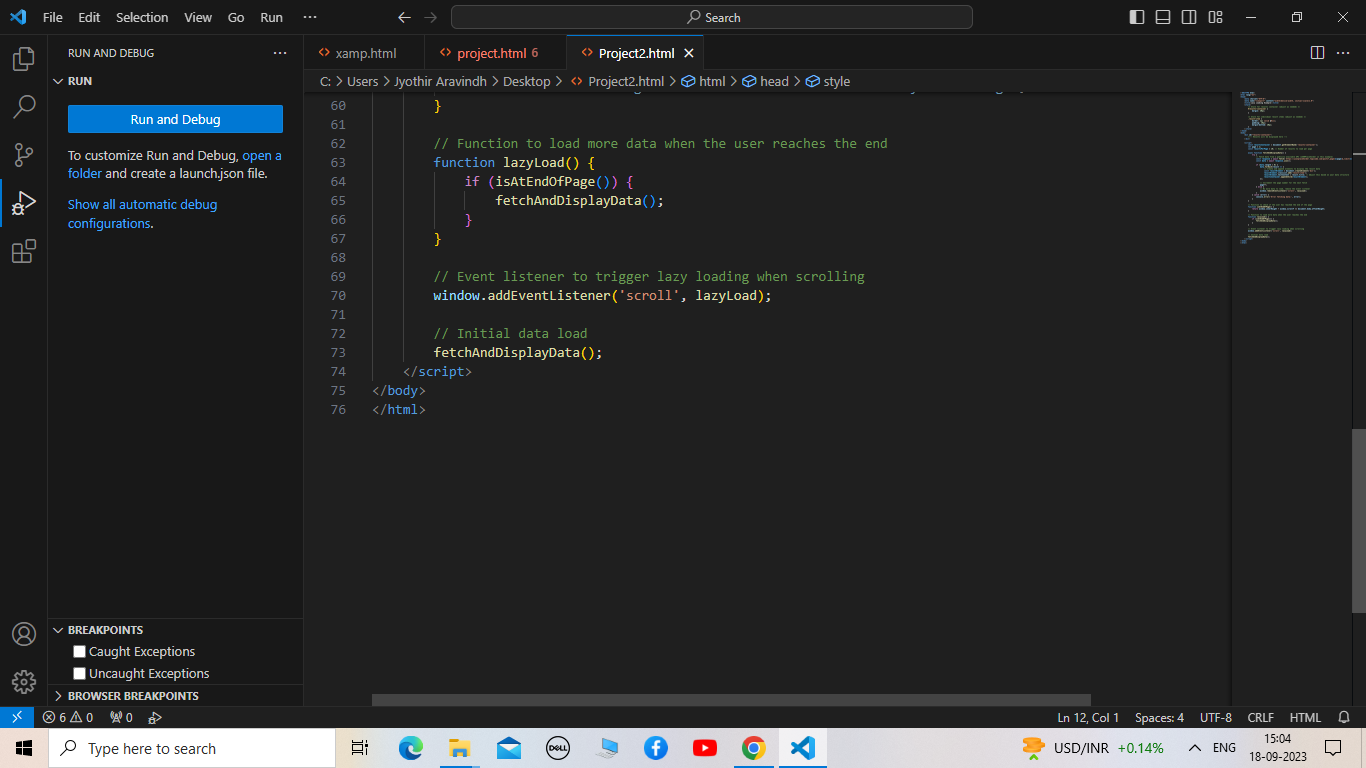 File Edit Selection View Go Run ··· Search
RUN AND DEBUG ···
xamp.html project.html 6 Project2.html
C: > Users > Jyothir Aravindh > Desktop > Project2.html > html > head > style
RUN
Run and Debug
To customize Run and Debug, open a
folder and create a launch.json file.
Show all automatic debug
configurations.
60 }
61
62 // Function to load more data when the user reaches the end
63 function lazyLoad() {
64 if (isAtEndOfPage()) {
65 fetchAndDisplayData();
66 }
67 }
68
69 // Event listener to trigger lazy loading when scrolling
70 window.addEventListener('scroll', lazyLoad);
71
72 // Initial data load
73 fetchAndDisplayData();
74 </script>
75 </body>
76 </html>
BREAKPOINTS
Caught Exceptions
Uncaught Exceptions
BROWSER BREAKPOINTS
6 0 0 Ln 12, Col 1 Spaces: 4 UTF-8 CRLF HTML
Type here to search DELL USD/INR +0.14% ENG 15:04
18-09-2023